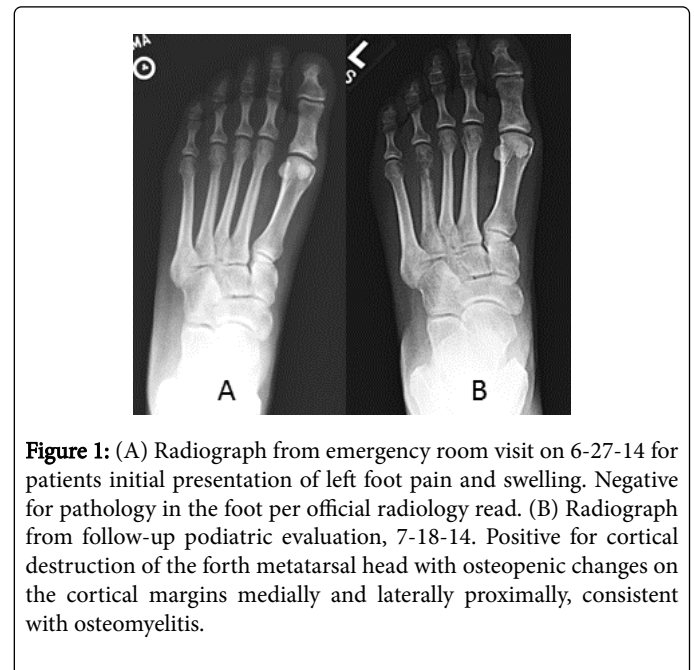 MA
L
S
A
B
Figure 1: (A) Radiograph from emergency room visit on 6-27-14 for
patients initial presentation of left foot pain and swelling. Negative
for pathology in the foot per official radiology read. (B) Radiograph
from follow-up podiatric evaluation, 7-18-14. Positive for cortical
destruction of the forth metatarsal head with osteopenic changes on
the cortical margins medially and laterally proximally, consistent
with osteomyelitis.